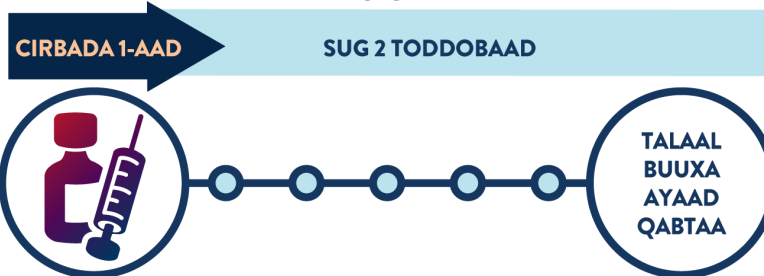 CIRBADA 1-AAD
SUG 2 TODDOBAAD
TALAAL
BUUXA
AYAAD
QABTAA